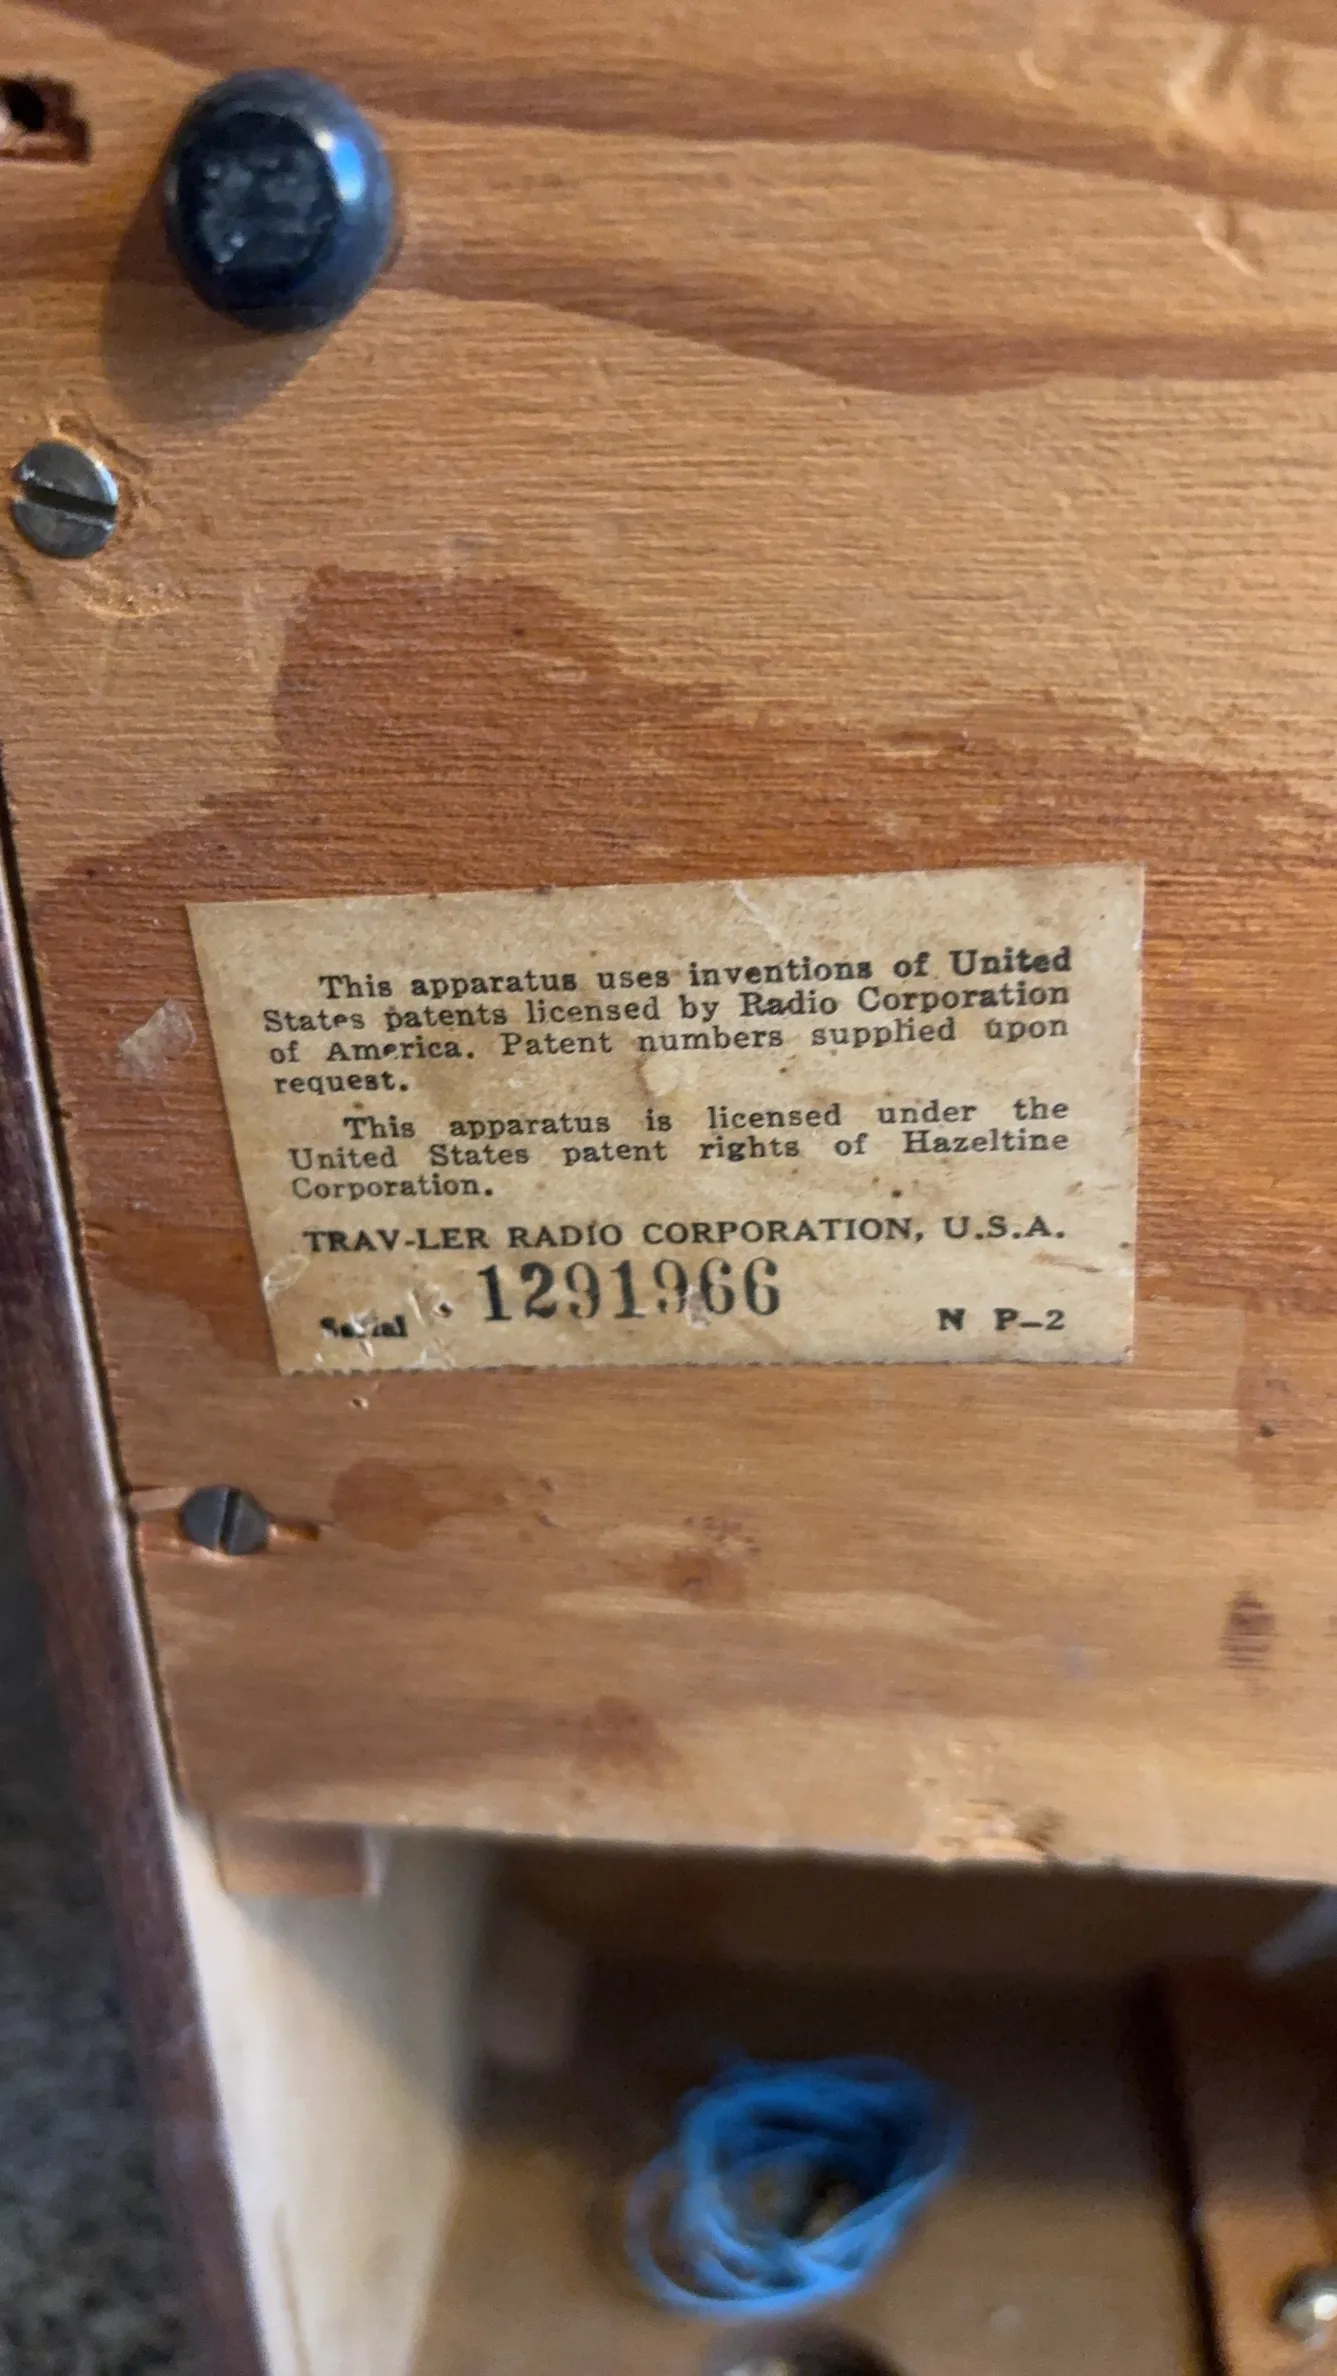 This apparatus uses inventions of United
States patents licensed by Radio Corporation
of America. Patent numbers supplied upon
request.
This apparatus is licensed under the
United States patent rights of Hazeltine
Corporation.
TRAV-LER RADIO CORPORATION, U.S.A.
Serial 1291966 N P-2